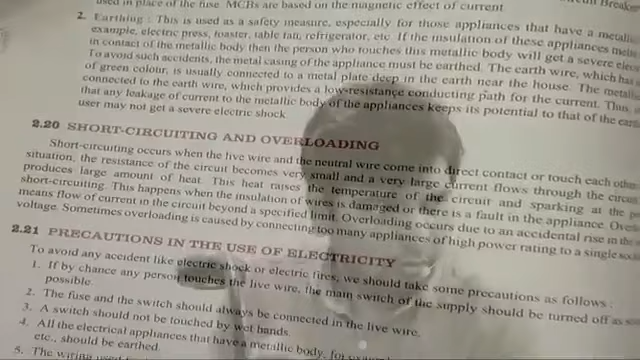 used in place of the fuse. MCBs are based on the magnetic effect of current
2. Earthing : This is used as a safety measure, especially for those appliances that have a metallic
example, electric press, toaster, table fan, refrigerator, etc. If the insulation of these appliances melts
in contact of the metallic body then the person who touches this metallic body will get a severe
To avoid such accidents, the metal casing of the appliance must be earthed. The earth wire, which has
of green colour, is usually connected to a metal plate deep in the earth near the house. The metallic
connected to the earth wire, which provides a low-resistance conducting path for the current. Thus,
that any leakage of current to the metallic body of the appliances keeps its potential to that of the
user may not get a severe electric shock.
2.20 SHORT-CIRCUITING AND OVERLOADING
Short-circuiting occurs when the live wire and the neutral wire come into direct contact or touch each other
situation, the resistance of the circuit becomes very small and a very large current flows through the
produces large amount of heat. This heat raises the temperature of the circuit and sparking at the
short-circuiting. This happens when the insulation of wires is damaged or there is a fault in the appliance.
means flow of current in the circuit beyond a specified limit. Overloading occurs due to an accidental rise in the
voltage. Sometimes overloading is caused by connecting too many appliances of high power rating to a single
2.21 PRECAUTIONS IN THE USE OF ELECTRICITY
To avoid any accident like electric shock or electric fires, we should take some precautions as follows :
1. If by chance any person touches the live wire, the main switch of the supply should be turned off as
possible.
2. The fuse and the switch should always be connected in the live wire.
3. A switch should not be touched by wet hands.
4. All the electrical appliances that have a metallic body, for
etc., should be earthed.
5. The wiring